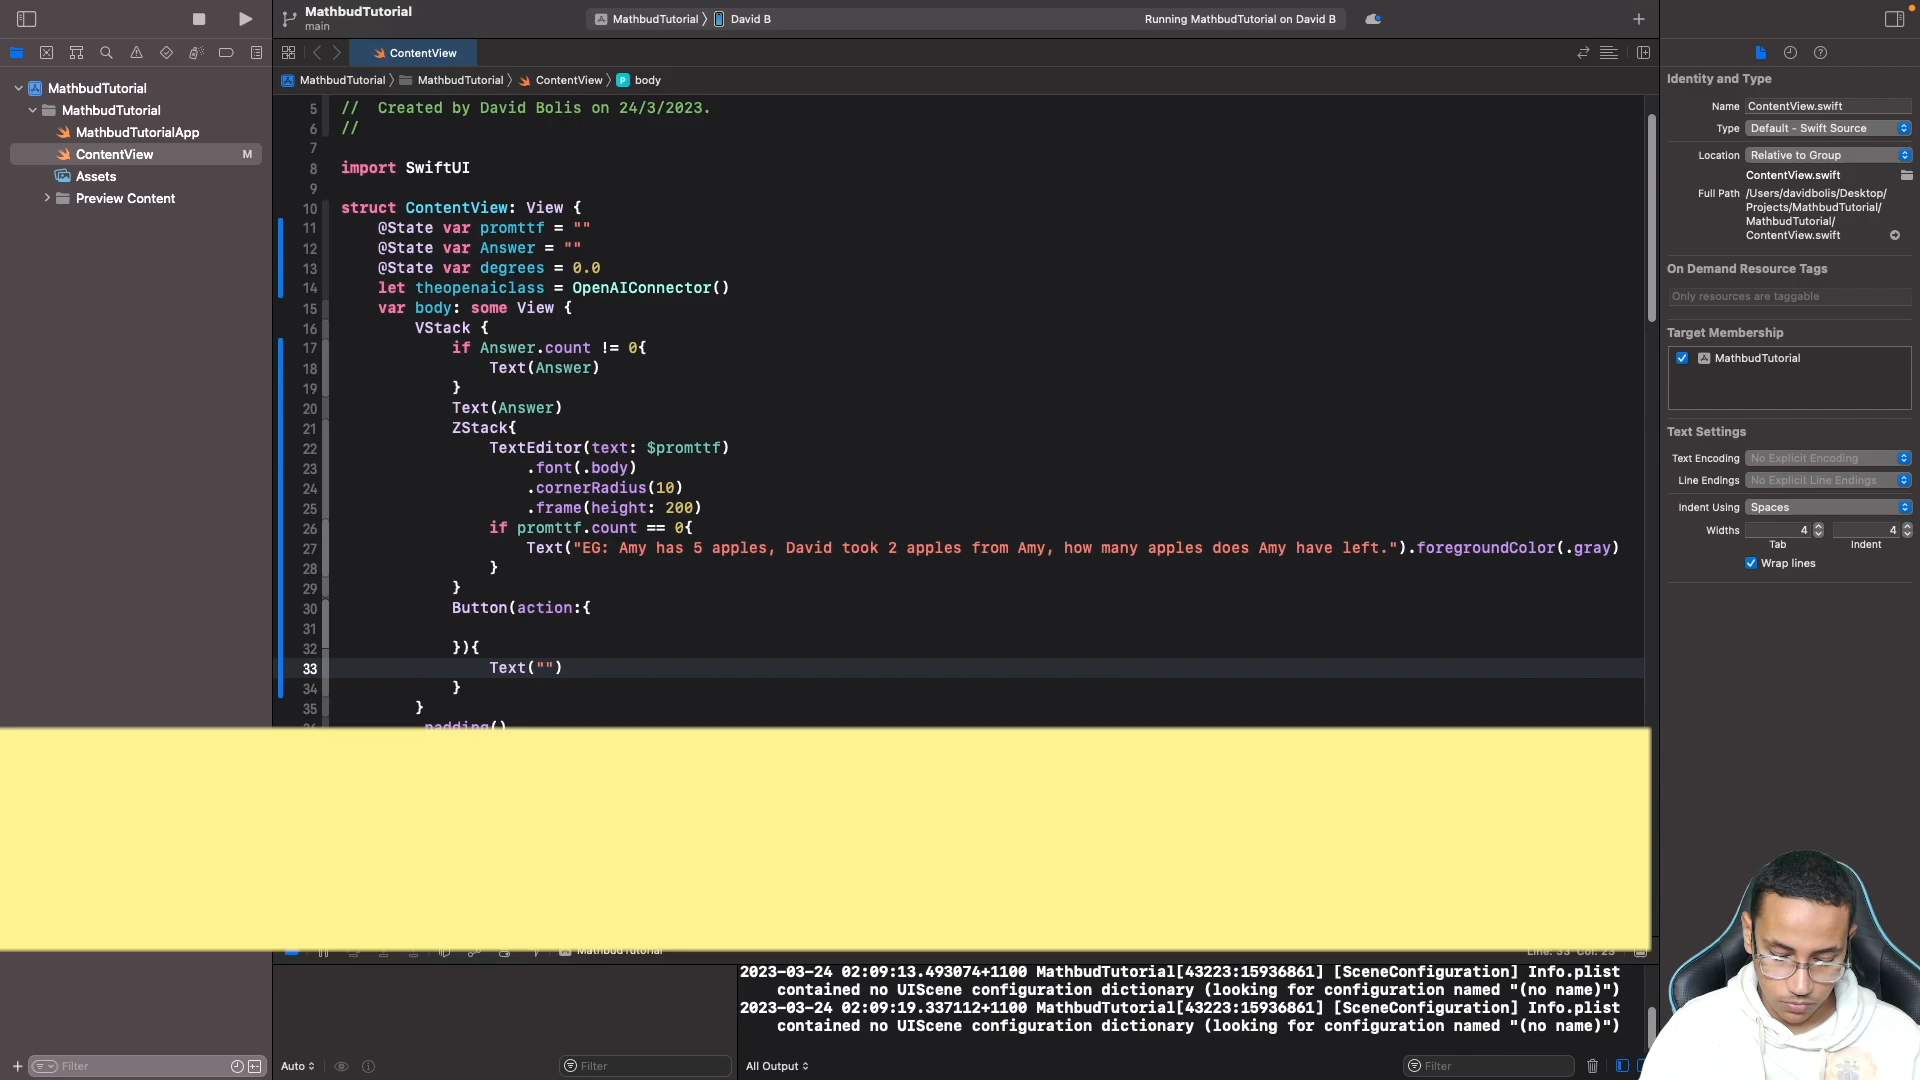 MathbudTutorial
main
MathbudTutorial
David B
Running MathbudTutorial on David B
ContentView
MathbudTutorial
MathbudTutorial
ContentView
body
MathbudTutorial
MathbudTutorial
MathbudTutorialApp
ContentView M
Assets
Preview Content
5 //  Created by David Bolis on 24/3/2023.
6 //
7
8 import SwiftUI
9
10 struct ContentView: View {
11 @State var promttf = ""
12 @State var Answer = ""
13 @State var degrees = 0.0
14 let theopenaiclass = OpenAIConnector()
15 var body: some View {
16 VStack {
17 if Answer.count != 0{
18 Text(Answer)
19 }
20 Text(Answer)
21 ZStack{
22 TextEditor(text: $promttf)
23 .font(.body)
24 .cornerRadius(10)
25 .frame(height: 200)
26 if promttf.count == 0{
27 Text("EG: Amy has 5 apples, David took 2 apples from Amy, how many apples does Amy have left.").foregroundColor(.gray)
28 }
29 }
30 Button(action:{
31
32 }){
33 Text("")
34 }
35 }
.padding()
MathbudTutorial
Line: 33 Col: 23
2023-03-24 02:09:13.493074+1100 MathbudTutorial[43223:15936861] [SceneConfiguration] Info.plist
contained no UIScene configuration dictionary (looking for configuration named "(no name)")
2023-03-24 02:09:19.337112+1100 MathbudTutorial[43223:15936861] [SceneConfiguration] Info.plist
contained no UIScene configuration dictionary (looking for configuration named "(no name)")
Filter
Auto
Filter
All Output
Filter
Identity and Type
Name ContentView.swift
Type Default - Swift Source
Location Relative to Group
ContentView.swift
Full Path /Users/davidbolis/Desktop/
Projects/MathbudTutorial/
MathbudTutorial/
ContentView.swift
On Demand Resource Tags
Only resources are taggable
Target Membership
MathbudTutorial
Text Settings
Text Encoding No Explicit Encoding
Line Endings No Explicit Line Endings
Indent Using Spaces
Widths 4 4
Tab Indent
Wrap lines